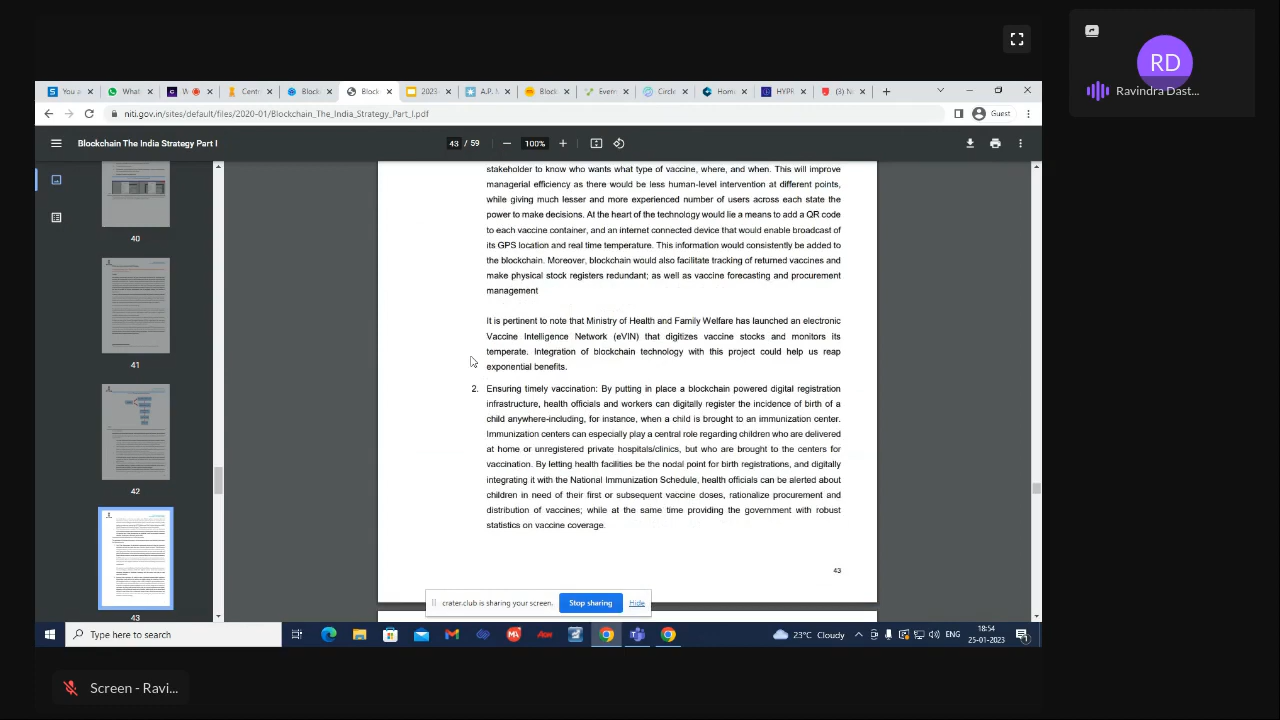 RD
Ravindra Dast...
You a
What
W
Centr
Block
Block
2023-
A.P. M
Block
Even
Circle
Home
HYPE
(3) N
niti.gov.in/sites/default/files/2020-01/Blockchain_The_India_Strategy_Part_I.pdf
Guest
Blockchain The India Strategy Part I
43 / 59
100%
40
41
42
43
stakeholder to know who wants what type of vaccine, where, and when. This will improve
managerial efficiency as there would be less human-level intervention at different points,
while giving much lesser and more experienced number of users across each state the
power to make decisions. At the heart of the technology would lie a means to add a QR code
to each vaccine container, and an internet connected device that would enable broadcast of
its GPS location and real time temperature. This information would consistently be added to
the blockchain. Moreover, blockchain would also facilitate tracking of returned vaccines and
make physical stock registers redundant; as well as vaccine forecasting and procurement
management
It is pertinent to note that Ministry of Health and Family Welfare has launched an electronic
Vaccine Intelligence Network (eVIN) that digitizes vaccine stocks and monitors its
temperate. Integration of blockchain technology with this project could help us reap
exponential benefits.
2. Ensuring timely vaccination: By putting in place a blockchain powered digital registration
infrastructure, health officials and workers can digitally register the incidence of birth of a
child anywhere-including, for instance, when a child is brought to an immunization center.
Immunization centers can especially play a central role regarding children who are delivered
at home or unregistered private hospitals/clinics, but who are brought to the centers for
vaccination. By letting health facilities be the nodal point for birth registrations, and digitally
integrating it with the National Immunization Schedule, health officials can be alerted about
children in need of their first or subsequent vaccine doses, rationalize procurement and
distribution of vaccines; while at the same time providing the government with robust
statistics on vaccine coverage.
43
crater.club is sharing your screen.
Stop sharing
Hide
Type here to search
23°C Cloudy
ENG
18:54
25-01-2023
Screen - Ravi...